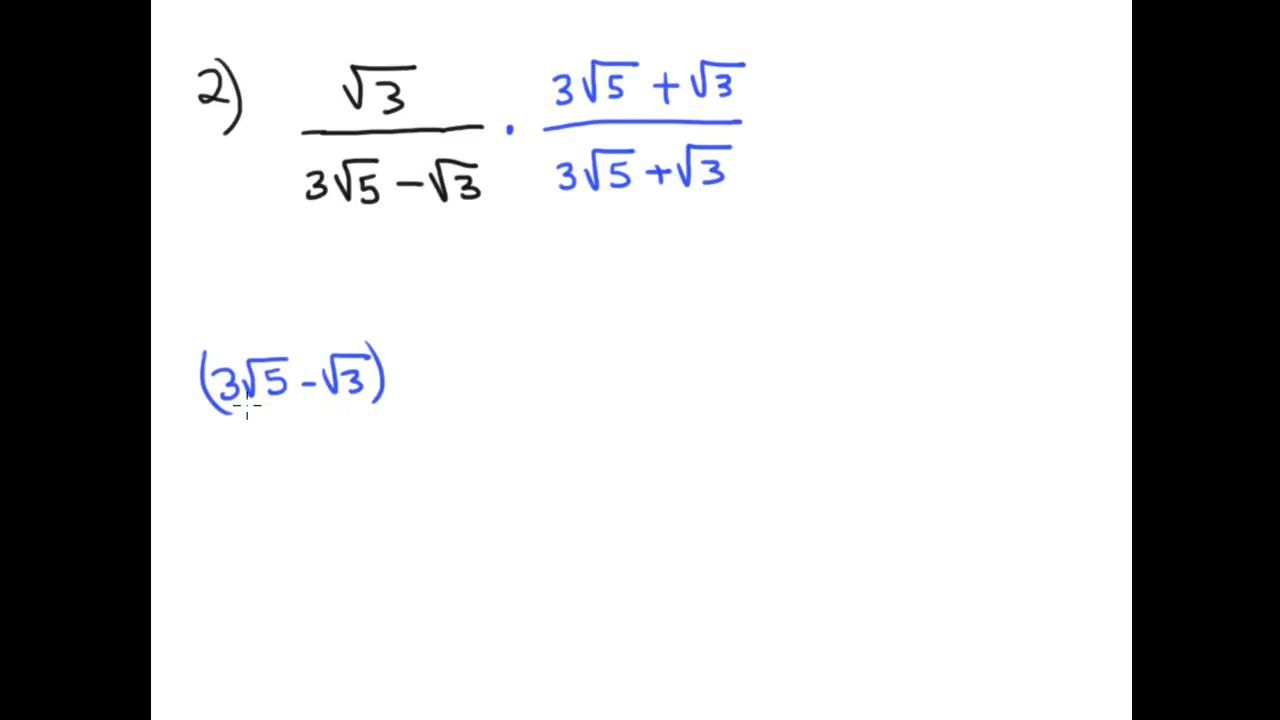 2) √3 / (3√5 − √3) · (3√5 + √3) / (3√5 + √3)
(3√5 − √3)